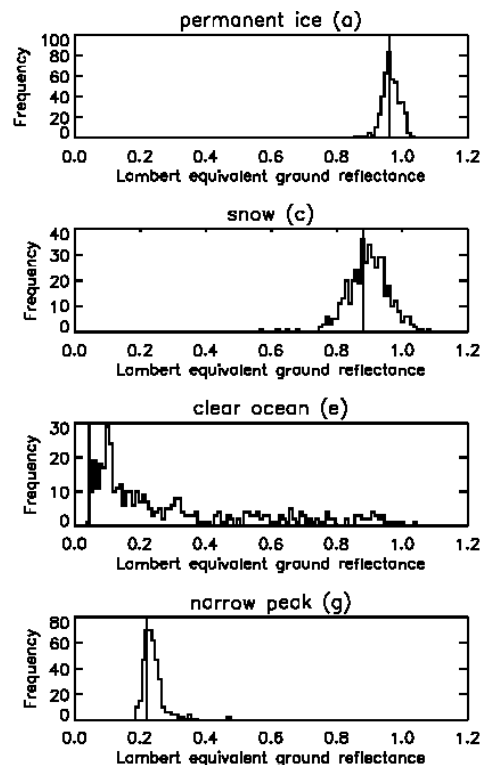 permanent ice (a)
Frequency
100
80
60
40
20
0
0.0 0.2 0.4 0.6 0.8 1.0 1.2
Lambert equivalent ground reflectance
snow (c)
Frequency
40
30
20
10
0
0.0 0.2 0.4 0.6 0.8 1.0 1.2
Lambert equivalent ground reflectance
clear ocean (e)
Frequency
30
20
10
0
0.0 0.2 0.4 0.6 0.8 1.0 1.2
Lambert equivalent ground reflectance
narrow peak (g)
Frequency
80
60
40
20
0
0.0 0.2 0.4 0.6 0.8 1.0 1.2
Lambert equivalent ground reflectance